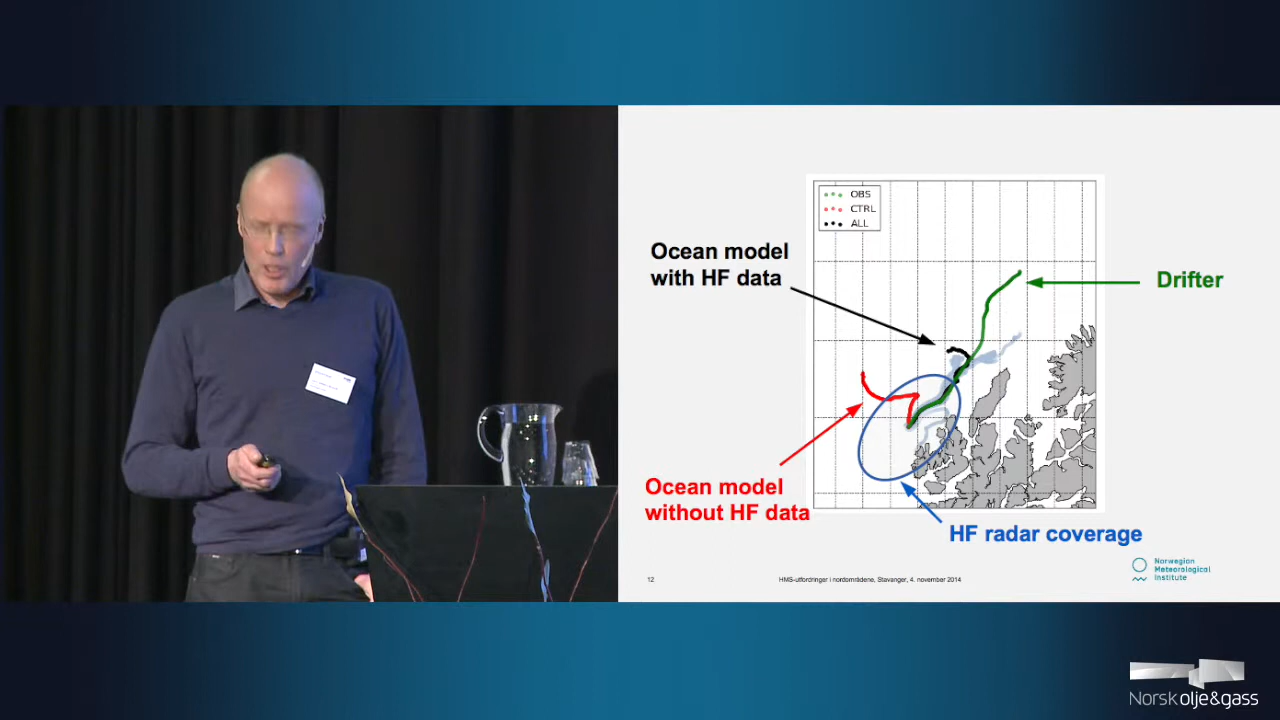 OBS
CTRL
ALL
Ocean model
with HF data
Drifter
Ocean model
without HF data
HF radar coverage
12
HMS-utfordringer i nordområdene, Stavanger, 4. november 2014
Norwegian
Meteorological
Institute
Norskolje&gass